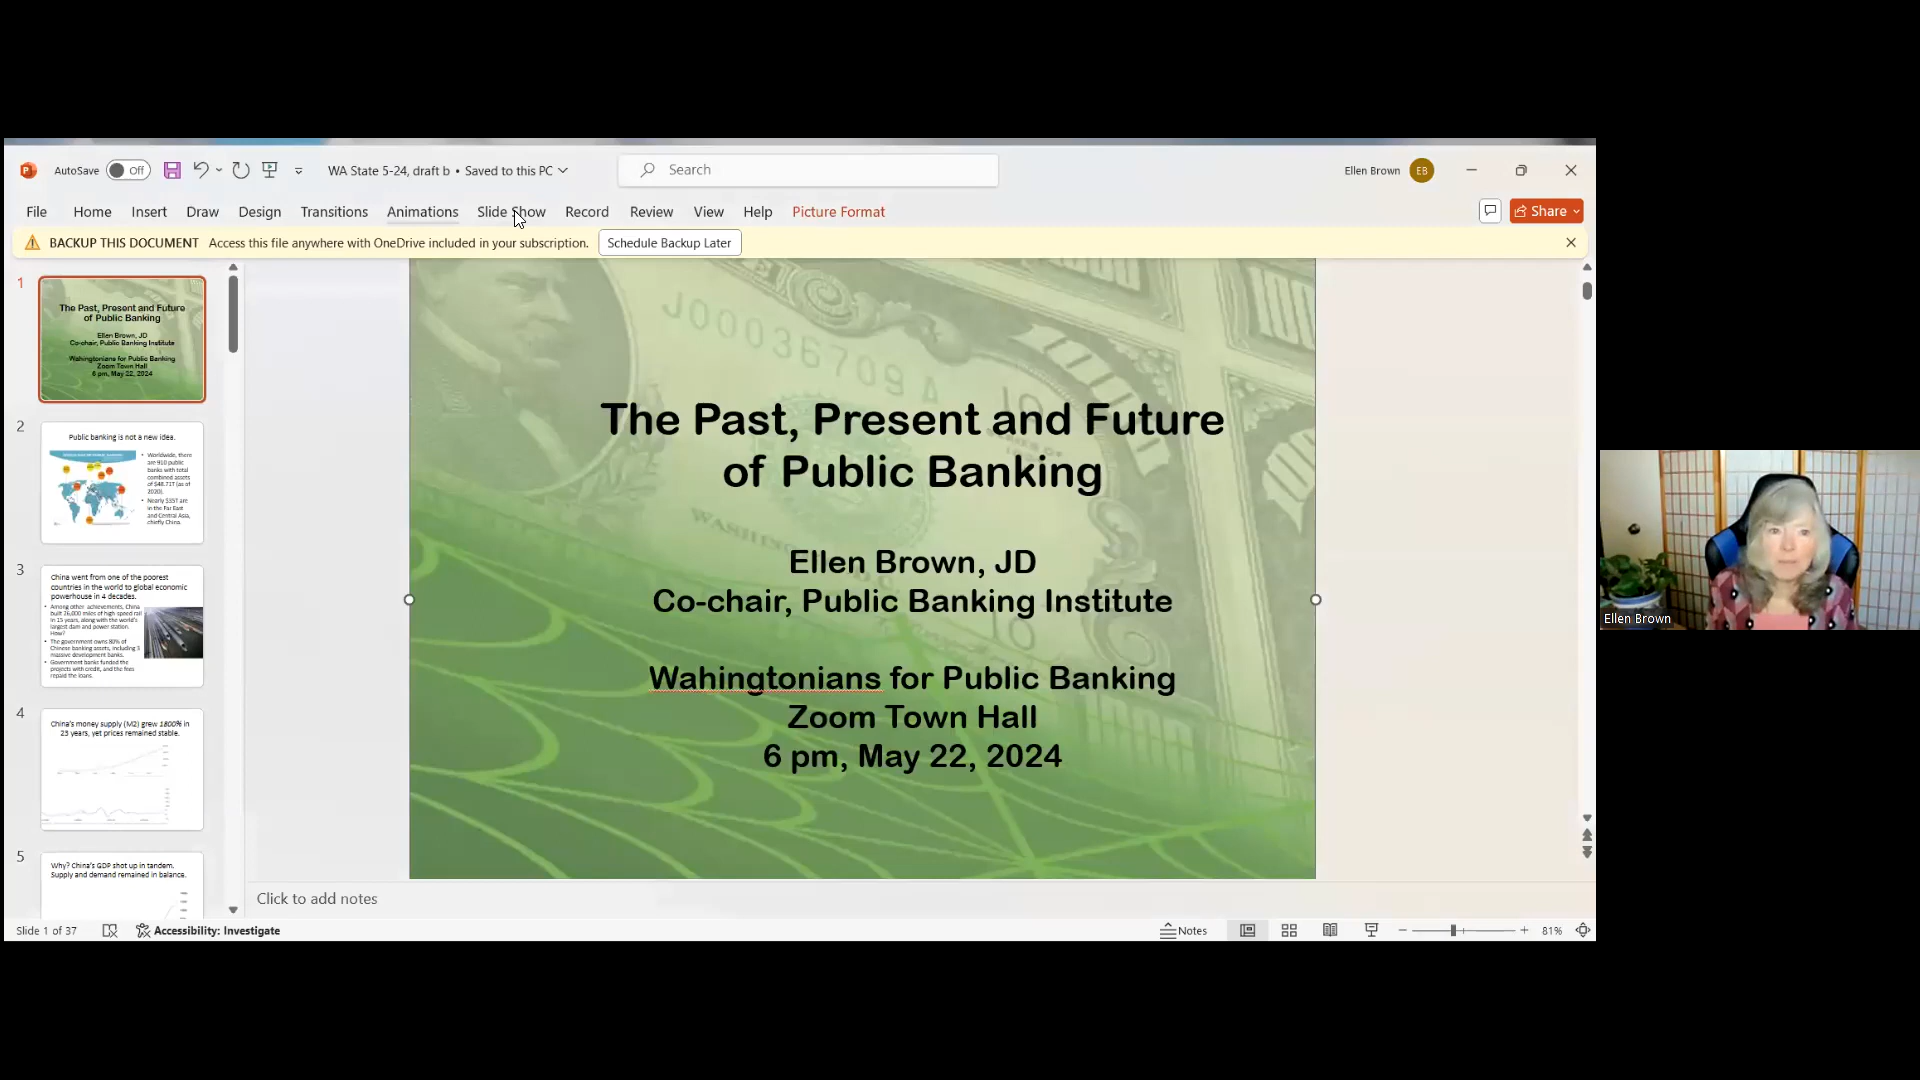 AutoSave Off WA State 5-24, draft b • Saved to this PC Search Ellen Brown EB
File Home Insert Draw Design Transitions Animations Slide Show Record Review View Help Picture Format Share
BACKUP THIS DOCUMENT Access this file anywhere with OneDrive included in your subscription. Schedule Backup Later
1
The Past, Present and Future
of Public Banking
Ellen Brown, JD
Co-chair, Public Banking Institute
Wahingtonians for Public Banking
Zoom Town Hall
6 pm, May 22, 2024
2
Public banking is not a new idea.
• Worldwide, there
are 910 public
banks with total
combined assets
of $48.71T (as of
2020).
• Nearly $35T are
in the Far East
and Central Asia,
chiefly China.
3
China went from one of the poorest
countries in the world to global economic
powerhouse in 4 decades.
• Among other achievements, China
built 26,000 miles of high speed rail
in 15 years, along with the world's
largest dam and power station.
How?
• The government owns 80% of
Chinese banking assets, including 3
massive development banks.
• Government banks funded the
projects with credit, and the fees
repaid the loans.
4
China's money supply (M2) grew 1800% in
23 years, yet prices remained stable.
5
Why? China's GDP shot up in tandem.
Supply and demand remained in balance.
J00036709A
WASHING
The Past, Present and Future
of Public Banking
Ellen Brown, JD
Co-chair, Public Banking Institute
Wahingtonians for Public Banking
Zoom Town Hall
6 pm, May 22, 2024
Click to add notes
Slide 1 of 37 Accessibility: Investigate Notes 81%
Ellen Brown